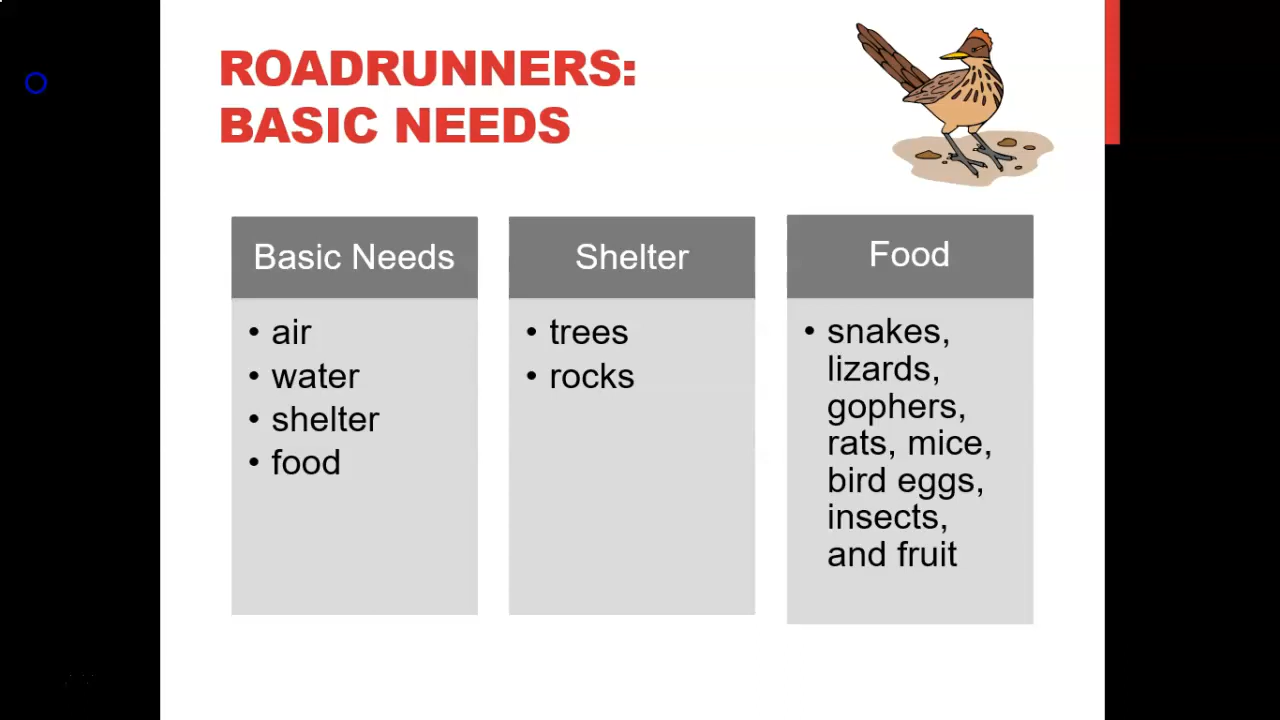 ROADRUNNERS:
BASIC NEEDS
Basic Needs
• air
• water
• shelter
• food
Shelter
• trees
• rocks
Food
• snakes,
lizards,
gophers,
rats, mice,
bird eggs,
insects,
and fruit